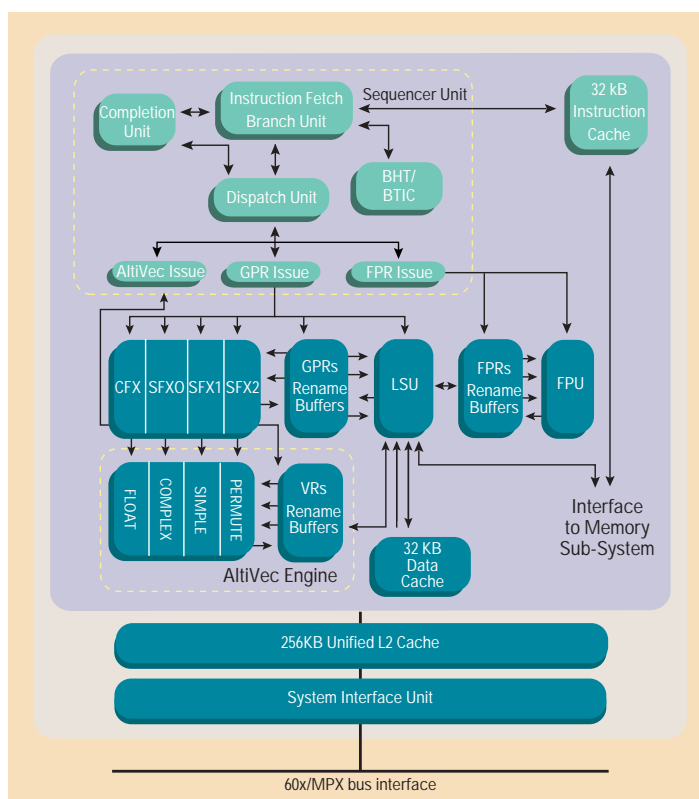 Completion
Unit
Instruction Fetch
Branch Unit
Sequencer Unit
32 kB
Instruction
Cache
Dispatch Unit
BHT/
BTIC
AltiVec Issue
GPR Issue
FPR Issue
CFX
SFX0
SFX1
SFX2
GPRs
Rename
Buffers
LSU
FPRs
Rename
Buffers
FPU
FLOAT
COMPLEX
SIMPLE
PERMUTE
VRs
Rename
Buffers
AltiVec Engine
32 KB
Data
Cache
Interface
to Memory
Sub-System
256KB Unified L2 Cache
System Interface Unit
60x/MPX bus interface